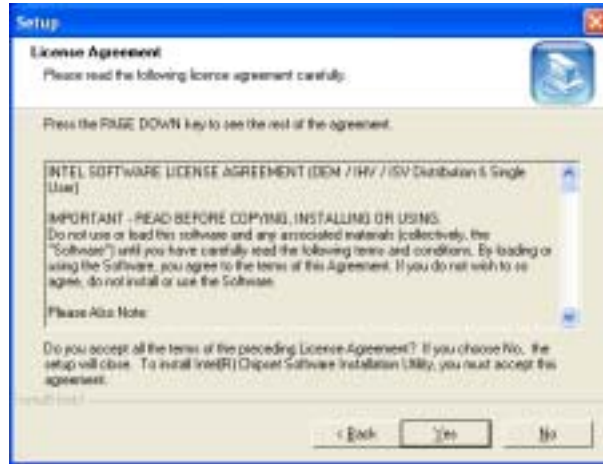 Setup
License Agreement
Please read the following license agreement carefully.
Press the PAGE DOWN key to see the rest of the agreement.
INTEL SOFTWARE LICENSE AGREEMENT (OEM / IHV / ISV Distribution & Single
User)
IMPORTANT - READ BEFORE COPYING, INSTALLING OR USING.
Do not use or load this software and any associated materials (collectively, the
"Software") until you have carefully read the following terms and conditions. By loading or
using the Software, you agree to the terms of this Agreement. If you do not wish to so
agree, do not install or use the Software.
Please Also Note:
Do you accept all the terms of the preceding License Agreement? If you choose No, the
setup will close. To install Intel(R) Chipset Software Installation Utility, you must accept this
agreement.
< Back
Yes
No